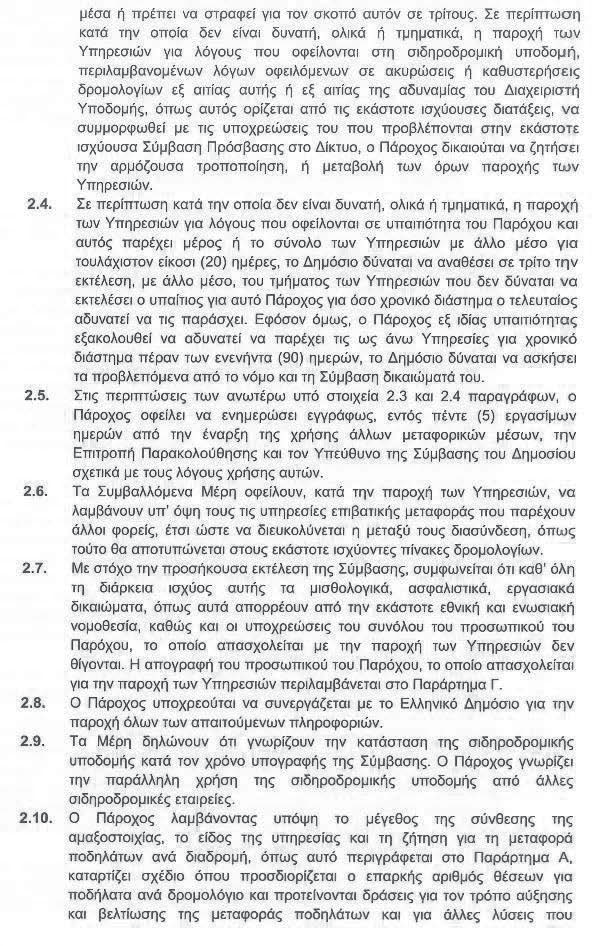 μέσα ή πρέπει να στραφεί για τον σκοπό αυτόν σε τρίτους. Σε περίπτωση
κατά την οποία δεν είναι δυνατή, ολικά ή τμηματικά, η παροχή των
Υπηρεσιών για λόγους που οφείλονται στη σιδηροδρομική υποδομή,
περιλαμβανομένων λόγων οφειλόμενων σε ακυρώσεις ή καθυστερήσεις
δρομολογίων εξ αιτίας αυτής ή εξ αιτίας της αδυναμίας του Διαχειριστή
Υποδομής, όπως αυτός ορίζεται από τις εκάστοτε ισχύουσες διατάξεις, να
συμμορφωθεί με τις υποχρεώσεις του που προβλέπονται στην εκάστοτε
ισχύουσα Σύμβαση Πρόσβασης στο Δίκτυο, ο Πάροχος δικαιούται να ζητήσει
την αρμόζουσα τροποποίηση, ή μεταβολή των όρων παροχής των
Υπηρεσιών.
2.4. Σε περίπτωση κατά την οποία δεν είναι δυνατή, ολικά ή τμηματικά, η παροχή
των Υπηρεσιών για λόγους που οφείλονται σε υπαιτιότητα του Παρόχου και
αυτός παρέχει μέρος ή το σύνολο των Υπηρεσιών με άλλο μέσο για
τουλάχιστον είκοσι (20) ημέρες, το Δημόσιο δύναται να αναθέσει σε τρίτο την
εκτέλεση, με άλλο μέσο, του τμήματος των Υπηρεσιών που δεν δύναται να
εκτελέσει ο υπαίτιος για αυτό Πάροχος για όσο χρονικό διάστημα ο τελευταίος
αδυνατεί να τις παράσχει. Εφόσον όμως, ο Πάροχος εξ ιδίας υπαιτιότητας
εξακολουθεί να αδυνατεί να παρέχει τις ως άνω Υπηρεσίες για χρονικό
διάστημα πέραν των ενενήντα (90) ημερών, το Δημόσιο δύναται να ασκήσει
τα προβλεπόμενα από το νόμο και τη Σύμβαση δικαιώματά του.
2.5. Στις περιπτώσεις των ανωτέρω υπό στοιχεία 2.3 και 2.4 παραγράφων, ο
Πάροχος οφείλει να ενημερώσει εγγράφως, εντός πέντε (5) εργασίμων
ημερών από την έναρξη της χρήσης άλλων μεταφορικών μέσων, την
Επιτροπή Παρακολούθησης και τον Υπεύθυνο της Σύμβασης του Δημοσίου
σχετικά με τους λόγους χρήσης αυτών.
2.6. Τα Συμβαλλόμενα Μέρη οφείλουν, κατά την παροχή των Υπηρεσιών, να
λαμβάνουν υπ' όψη τους τις υπηρεσίες επιβατικής μεταφοράς που παρέχουν
άλλοι φορείς, έτσι ώστε να διευκολύνεται η μεταξύ τους διασύνδεση, όπως
τούτο θα αποτυπώνεται στους εκάστοτε ισχύοντες πίνακες δρομολογίων.
2.7. Με στόχο την προσήκουσα εκτέλεση της Σύμβασης, συμφωνείται ότι καθ' όλη
τη διάρκεια ισχύος αυτής τα μισθολογικά, ασφαλιστικά, εργασιακά
δικαιώματα, όπως αυτά απορρέουν από την εκάστοτε εθνική και ενωσιακή
νομοθεσία, καθώς και οι υποχρεώσεις του συνόλου του προσωπικού του
Παρόχου, το οποίο απασχολείται με την παροχή των Υπηρεσιών δεν
θίγονται. Η απογραφή του προσωπικού του Παρόχου, το οποίο απασχολείται
για την παροχή των Υπηρεσιών περιλαμβάνεται στο Παράρτημα Γ.
2.8. Ο Πάροχος υποχρεούται να συνεργάζεται με το Ελληνικό Δημόσιο για την
παροχή όλων των απαιτούμενων πληροφοριών.
2.9. Τα Μέρη δηλώνουν ότι γνωρίζουν την κατάσταση της σιδηροδρομικής
υποδομής κατά τον χρόνο υπογραφής της Σύμβασης. Ο Πάροχος γνωρίζει
την παράλληλη χρήση της σιδηροδρομικής υποδομής από άλλες
σιδηροδρομικές εταιρείες.
2.10. Ο Πάροχος λαμβάνοντας υπόψη το μέγεθος της σύνθεσης της
αμαξοστοιχίας, το είδος της υπηρεσίας και τη ζήτηση για τη μεταφορά
ποδηλάτων ανά διαδρομή, όπως αυτό περιγράφεται στο Παράρτημα Α,
καταρτίζει σχέδιο όπου προσδιορίζεται ο επαρκής αριθμός θέσεων για
ποδήλατα ανά δρομολόγιο και προτείνονται δράσεις για τον τρόπο αύξησης
και βελτίωσης της μεταφοράς ποδηλάτων και για άλλες λύσεις που